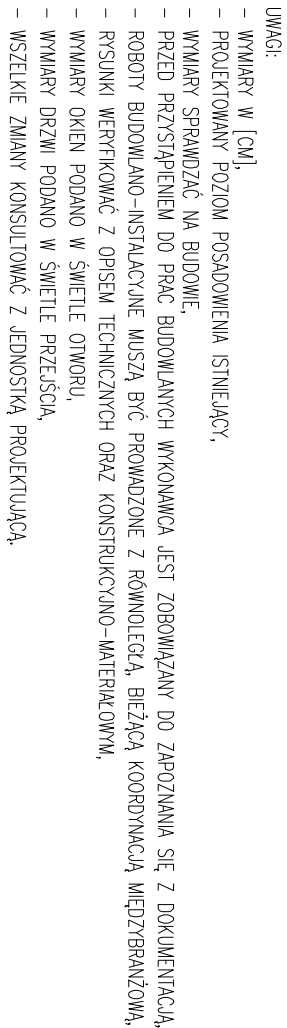 UWAGI:
- WYMIARY W [CM],
- PROJEKTOWANY POZIOM POSADOWIENIA ISTNIEJĄCY,
- WYMIARY SPRAWDZAĆ NA BUDOWIE,
- PRZED PRZYSTĄPIENIEM DO PRAC BUDOWLANYCH WYKONAWCA JEST ZOBOWIĄZANY DO ZAPOZNANIA SIĘ Z DOKUMENTACJĄ,
- ROBOTY BUDOWLANO-INSTALACYJNE MUSZĄ BYĆ PROWADZONE Z RÓWNOLEGŁĄ, BIEŻĄCĄ KOORDYNACJĄ MIĘDZYBRANŻOWĄ,
- RYSUNKI WERYFIKOWAĆ Z OPISEM TECHNICZNYCH ORAZ KONSTRUKCYJNO-MATERIAŁOWYM,
- WYMIARY OKIEN PODANO W ŚWIETLE OTWORU,
- WYMIARY DRZWI PODANO W ŚWIETLE PRZEJŚCIA,
- WSZELKIE ZMIANY KONSULTOWAĆ Z JEDNOSTKĄ PROJEKTUJĄCĄ.